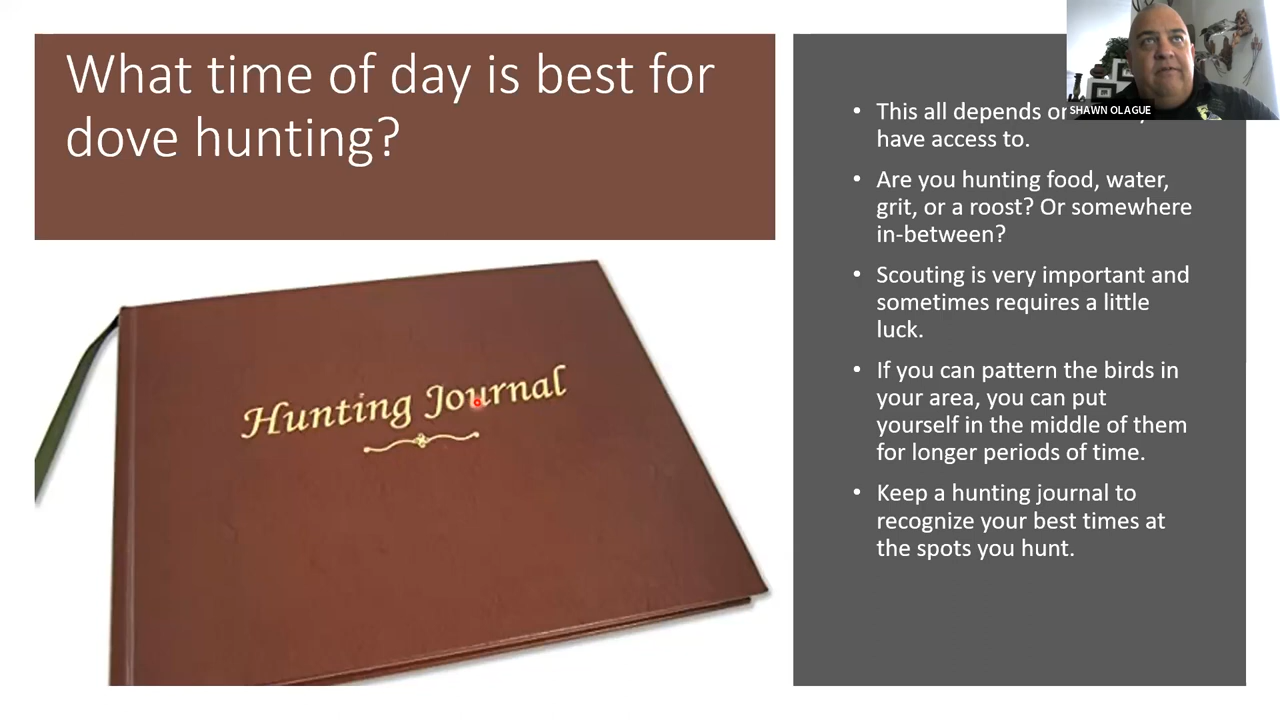 What time of day is best for
dove hunting?
SHAWN OLAGUE
• This all depends on
have access to.
• Are you hunting food, water,
grit, or a roost? Or somewhere
in-between?
• Scouting is very important and
sometimes requires a little
luck.
• If you can pattern the birds in
your area, you can put
yourself in the middle of them
for longer periods of time.
• Keep a hunting journal to
recognize your best times at
the spots you hunt.
Hunting Journal